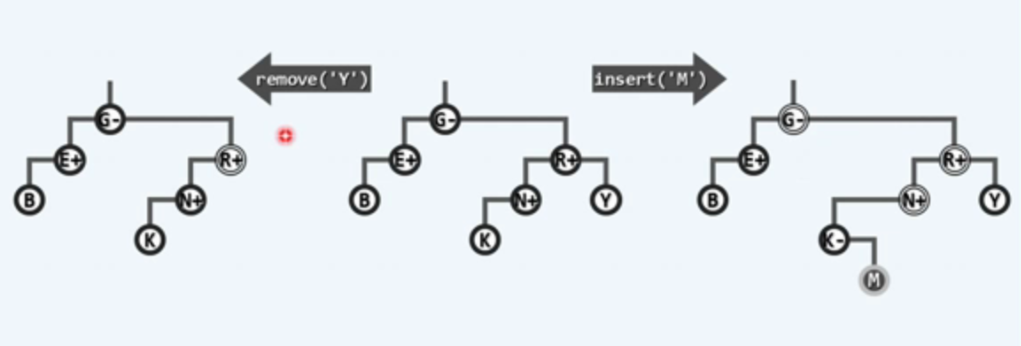 remove('Y')
insert('M')
G- G- G-
E+ R+ E+ R+ E+ R+
B N+ B N+ Y B N+ Y
K K K-
M